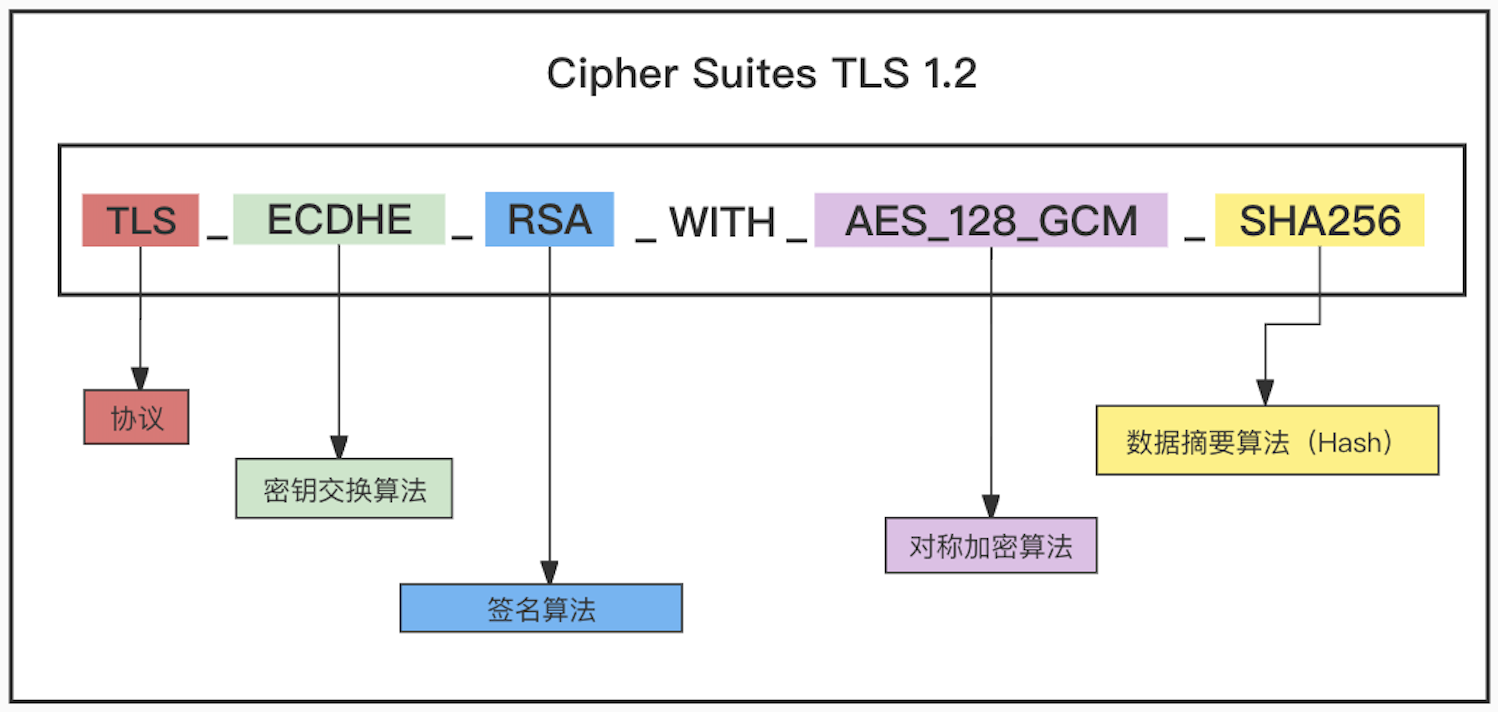 Cipher Suites TLS 1.2
TLS _ ECDHE _ RSA _ WITH _ AES_128_GCM _ SHA256
协议
数据摘要算法（Hash）
密钥交换算法
对称加密算法
签名算法